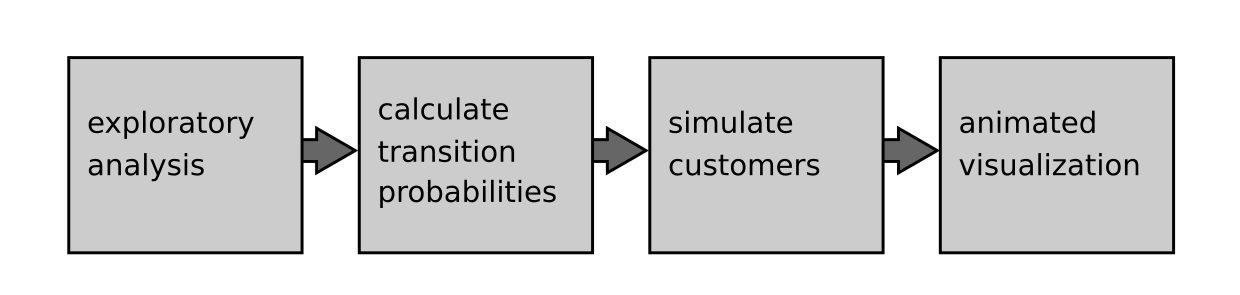 exploratory
analysis
calculate
transition
probabilities
simulate
customers
animated
visualization